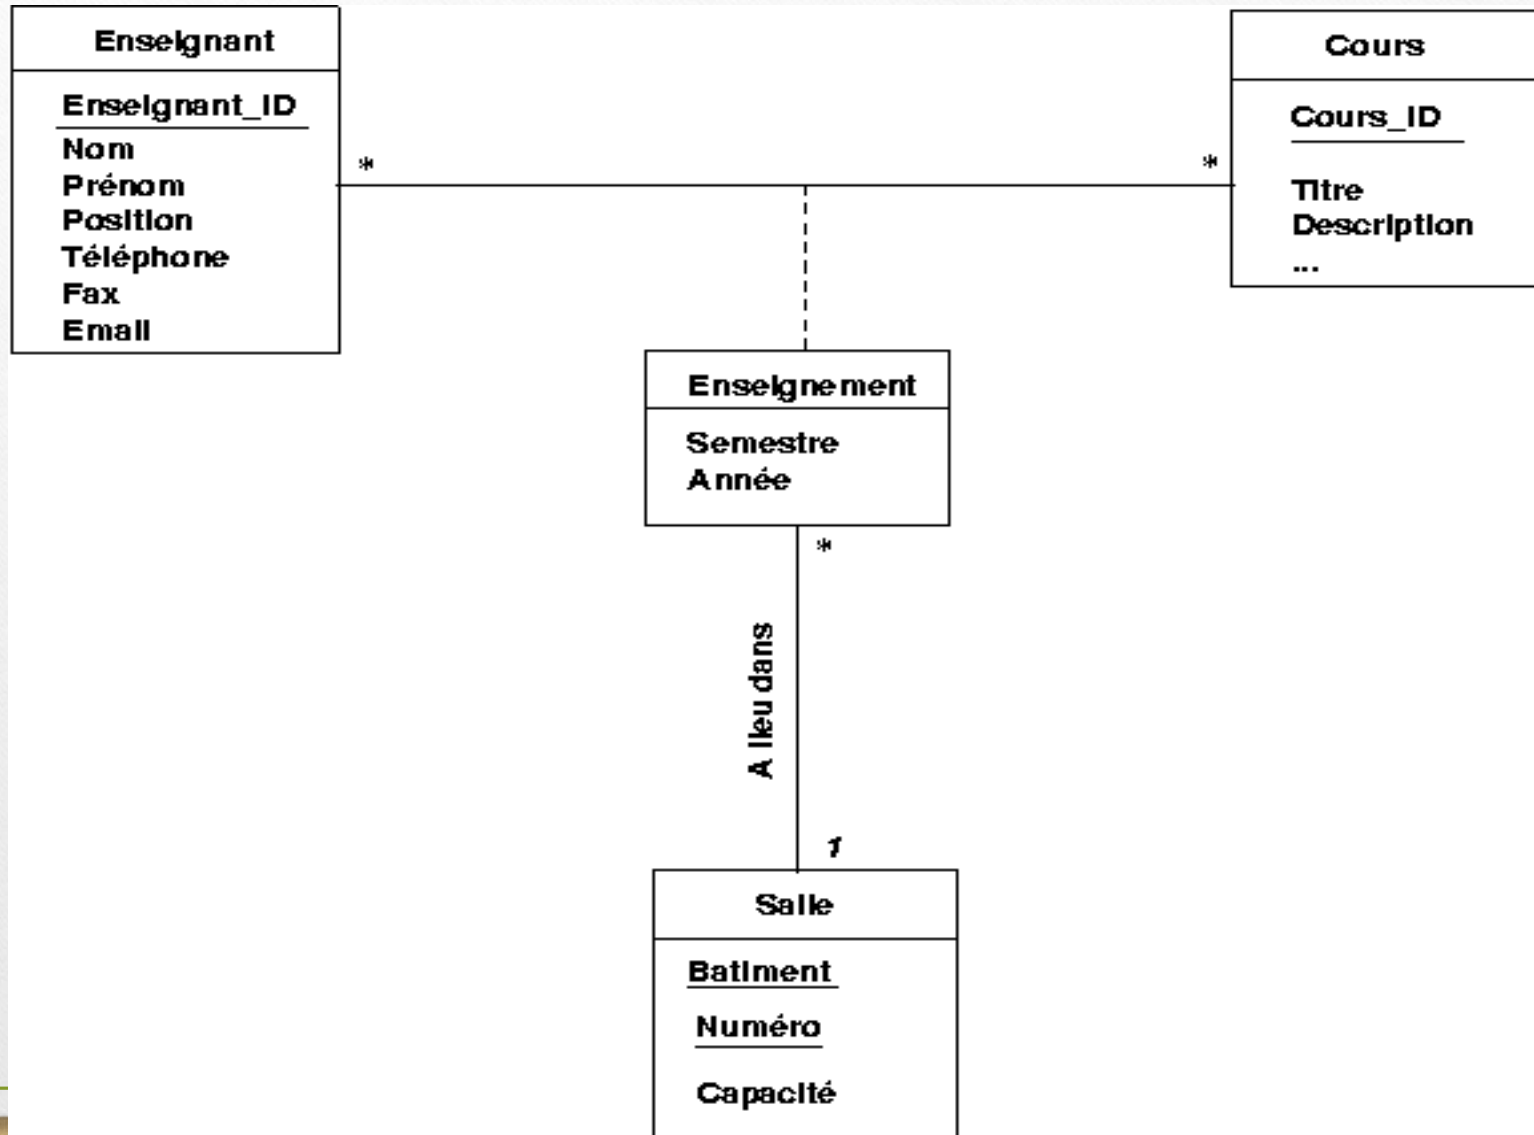 Enseignant
Enseignant_ID
Nom
Prénom
Position
Téléphone
Fax
Email
*
*
Cours
Cours_ID
Titre
Description
...
Enseignement
Semestre
Année
*
A lieu dans
1
Salle
Batiment
Numéro
Capacité